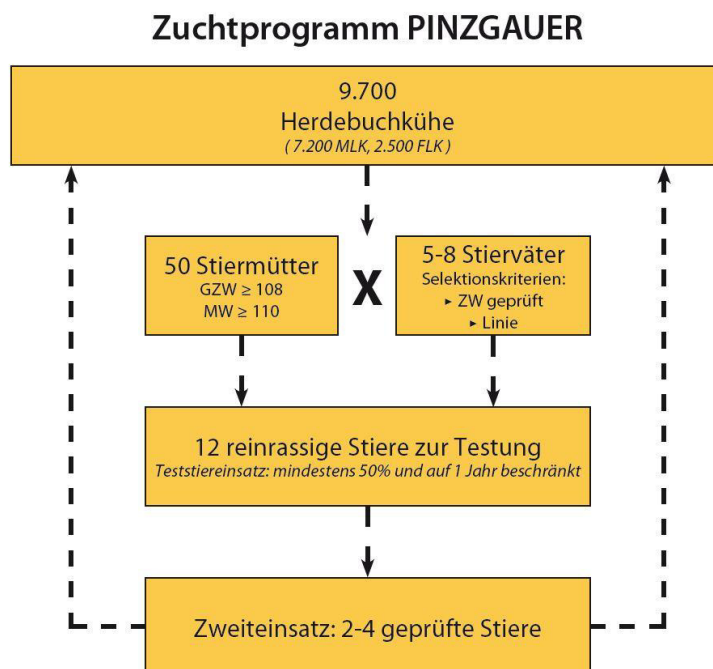 Zuchtprogramm PINZGAUER
9.700
Herdebuchkühe
( 7.200 MLK, 2.500 FLK )
50 Stiermütter
GZW ≥ 108
MW ≥ 110
X
5-8 Stierväter
Selektionskriterien:
▸ ZW geprüft
▸ Linie
12 reinrassige Stiere zur Testung
Teststiereinsatz: mindestens 50% und auf 1 Jahr beschränkt
Zweiteinsatz: 2-4 geprüfte Stiere